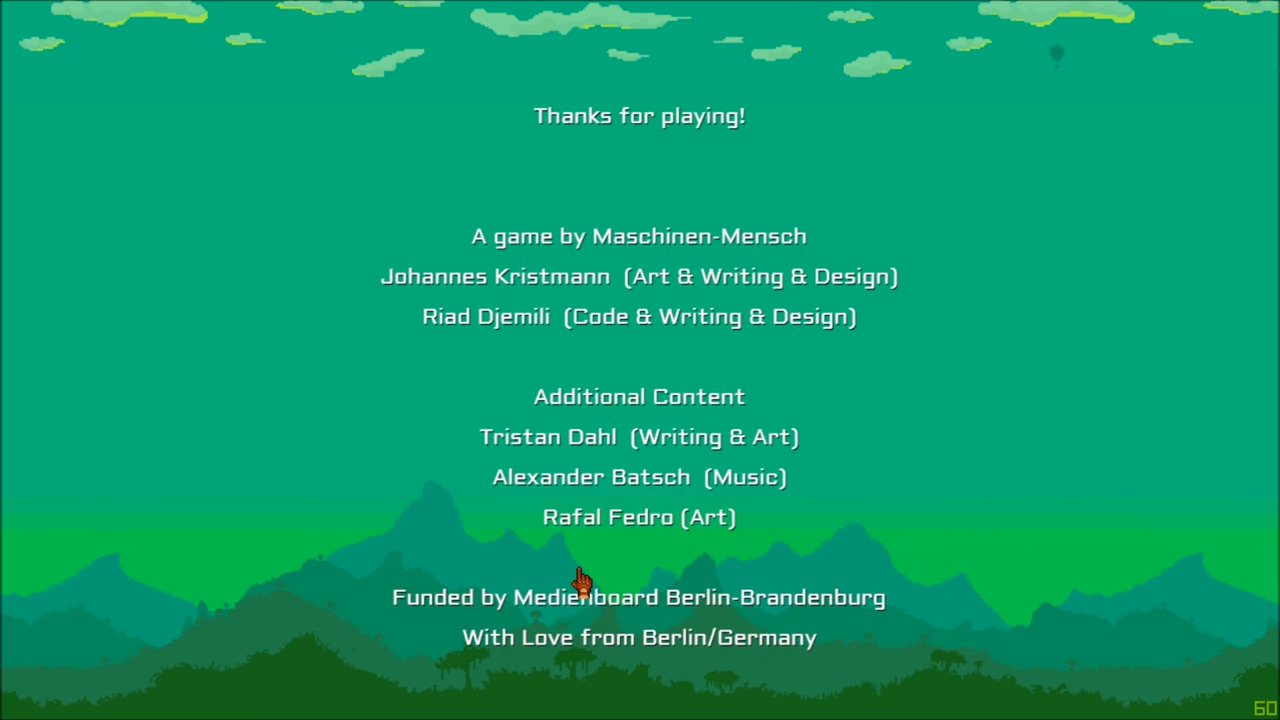 Thanks for playing!
A game by Maschinen-Mensch
Johannes Kristmann (Art & Writing & Design)
Riad Djemili (Code & Writing & Design)
Additional Content
Tristan Dahl (Writing & Art)
Alexander Batsch (Music)
Rafal Fedro (Art)
Funded by Medienboard Berlin-Brandenburg
With Love from Berlin/Germany
60